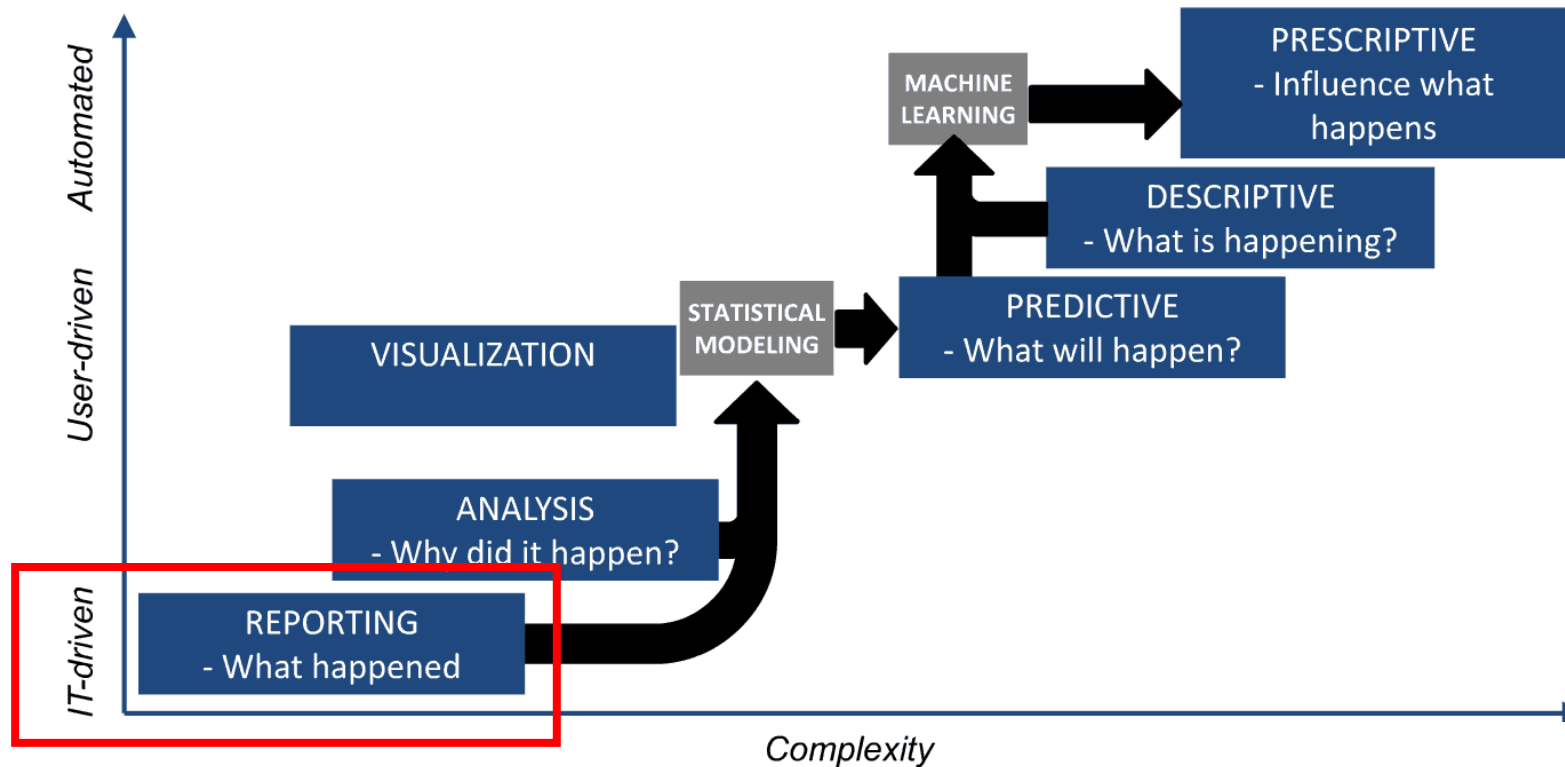 Automated
User-driven
IT-driven
PRESCRIPTIVE
- Influence what
happens
MACHINE
LEARNING
DESCRIPTIVE
- What is happening?
PREDICTIVE
- What will happen?
STATISTICAL
MODELING
VISUALIZATION
ANALYSIS
- Why did it happen?
REPORTING
- What happened
Complexity